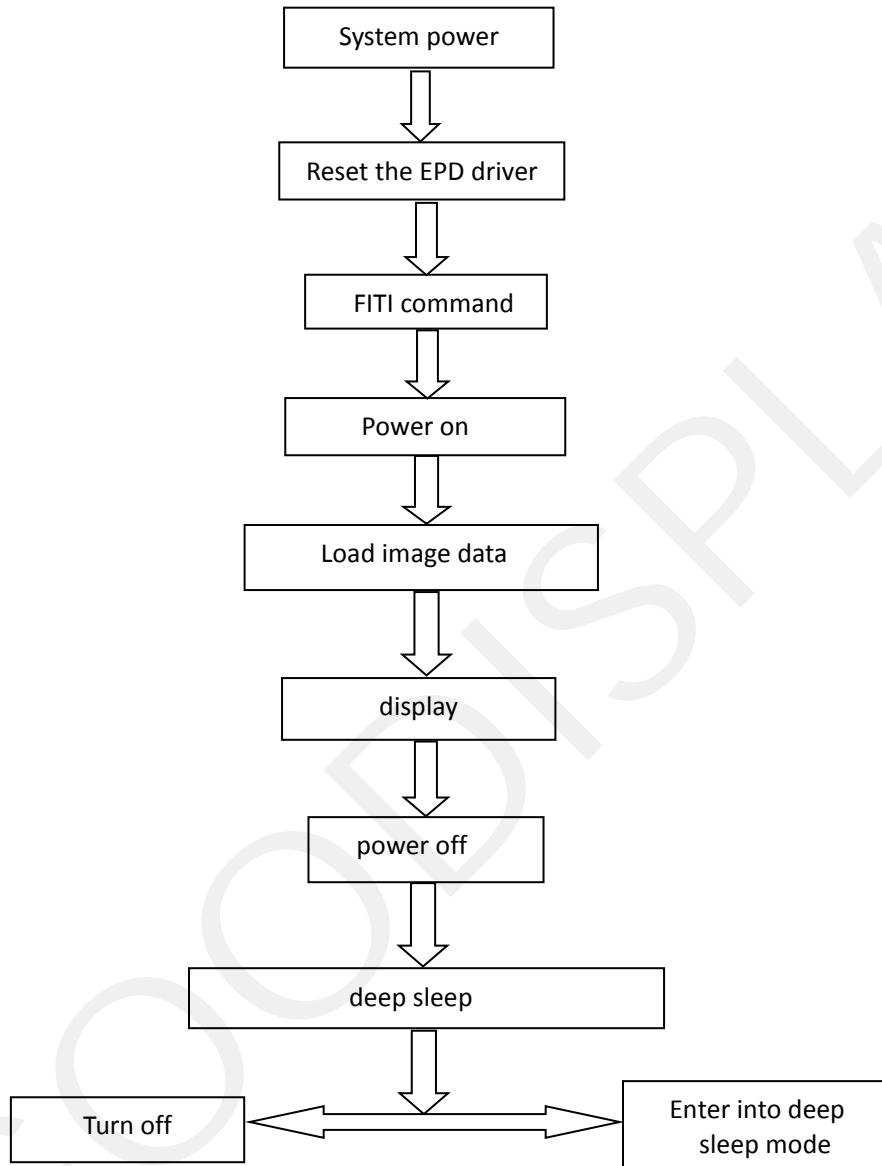 System power
Reset the EPD driver
FITI command
Power on
Load image data
display
power off
deep sleep
Turn off
Enter into deep
sleep mode
OODISPLA